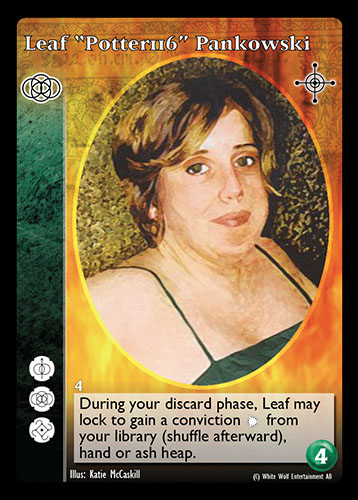 Leaf "Potter116" Pankowski
4
During your discard phase, Leaf may
lock to gain a conviction from
your library (shuffle afterward),
hand or ash heap.
4
Illus: Katie McCaskill
(C) White Wolf Entertainment AB